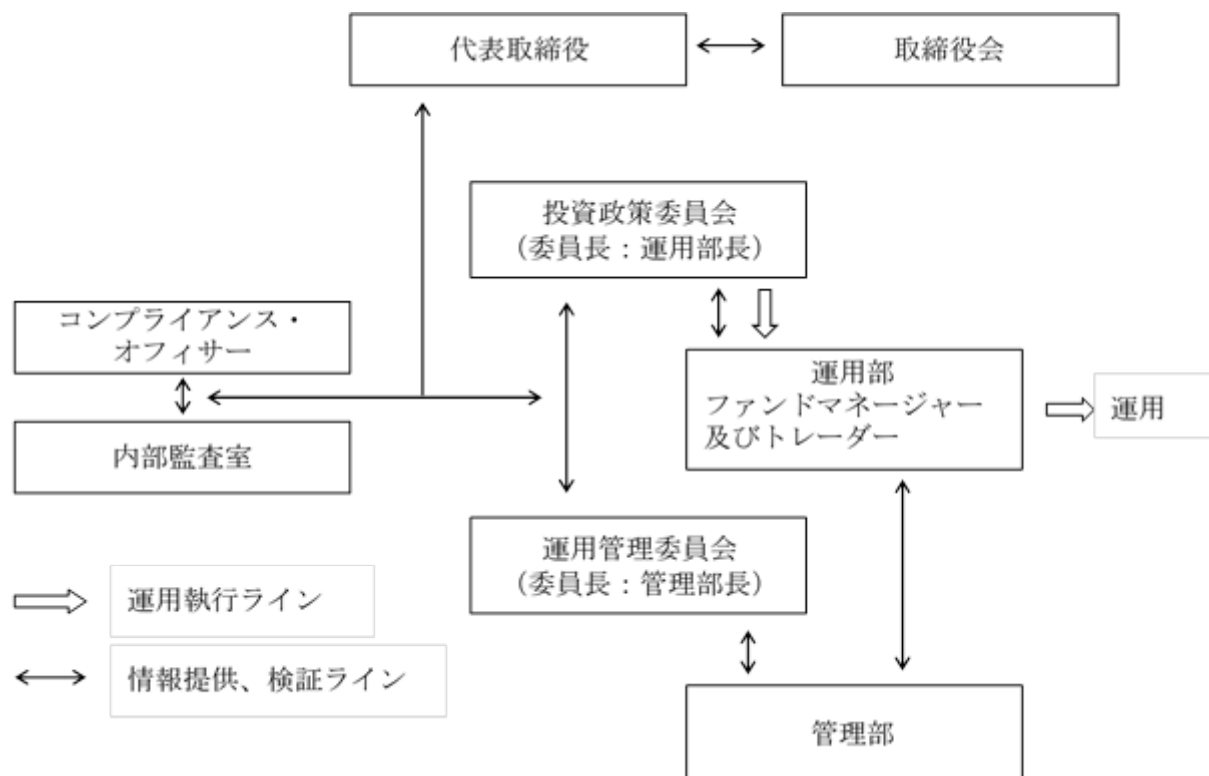 代表取締役
取締役会
投資政策委員会
（委員長：運用部長）
コンプライアンス・
オフィサー
運用部
ファンドマネージャー
及びトレーダー
運用
内部監査室
運用管理委員会
（委員長：管理部長）
運用執行ライン
情報提供、検証ライン
管理部